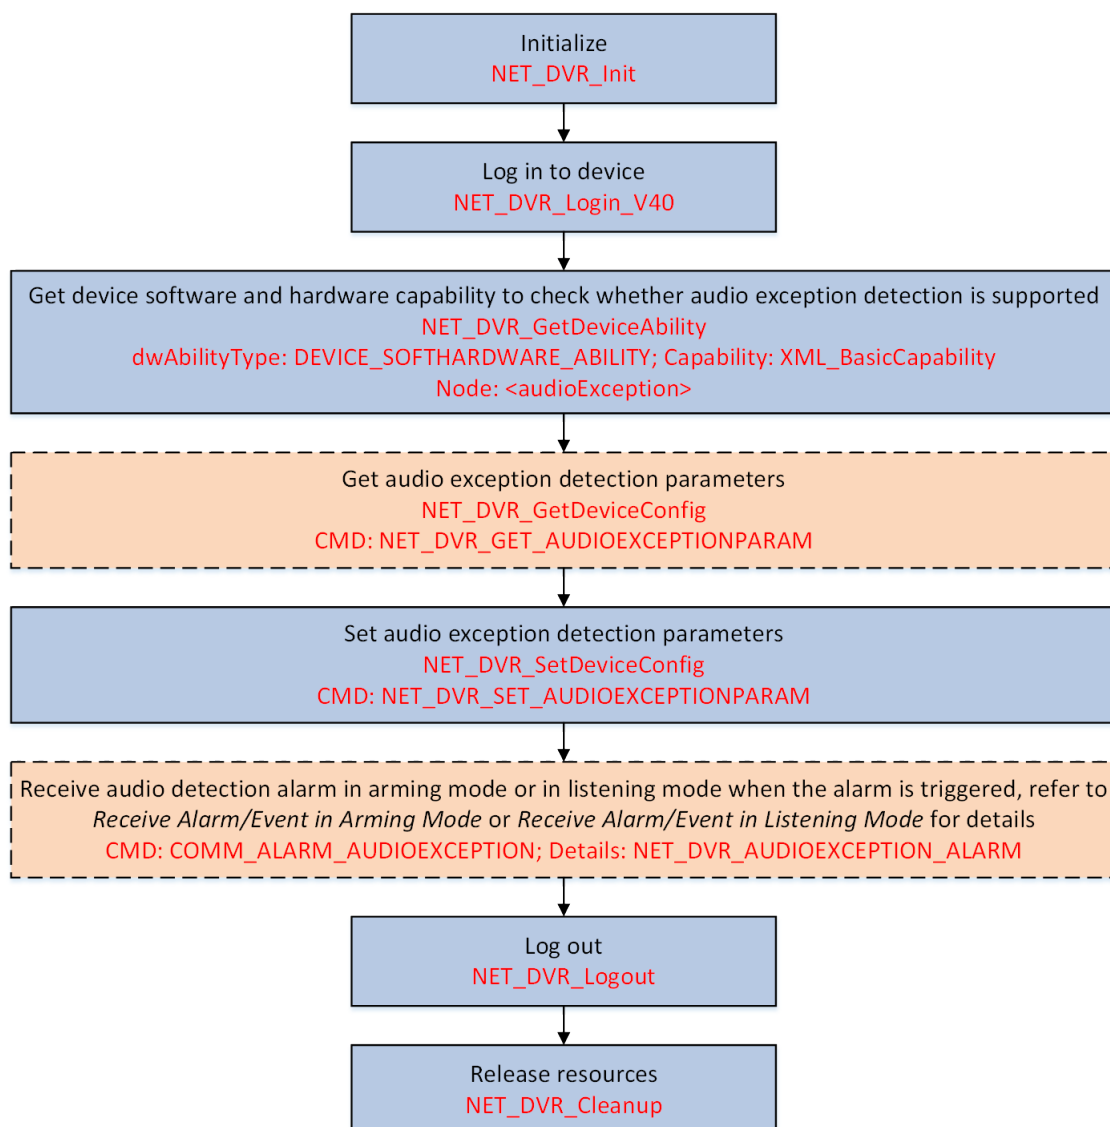 Initialize
NET_DVR_Init
Log in to device
NET_DVR_Login_V40
Get device software and hardware capability to check whether audio exception detection is supported
NET_DVR_GetDeviceAbility
dwAbilityType: DEVICE_SOFTHARDWARE_ABILITY; Capability: XML_BasicCapability
Node: <audioException>
Get audio exception detection parameters
NET_DVR_GetDeviceConfig
CMD: NET_DVR_GET_AUDIOEXCEPTIONPARAM
Set audio exception detection parameters
NET_DVR_SetDeviceConfig
CMD: NET_DVR_SET_AUDIOEXCEPTIONPARAM
Receive audio detection alarm in arming mode or in listening mode when the alarm is triggered, refer to
Receive Alarm/Event in Arming Mode or Receive Alarm/Event in Listening Mode for details
CMD: COMM_ALARM_AUDIOEXCEPTION; Details: NET_DVR_AUDIOEXCEPTION_ALARM
Log out
NET_DVR_Logout
Release resources
NET_DVR_Cleanup